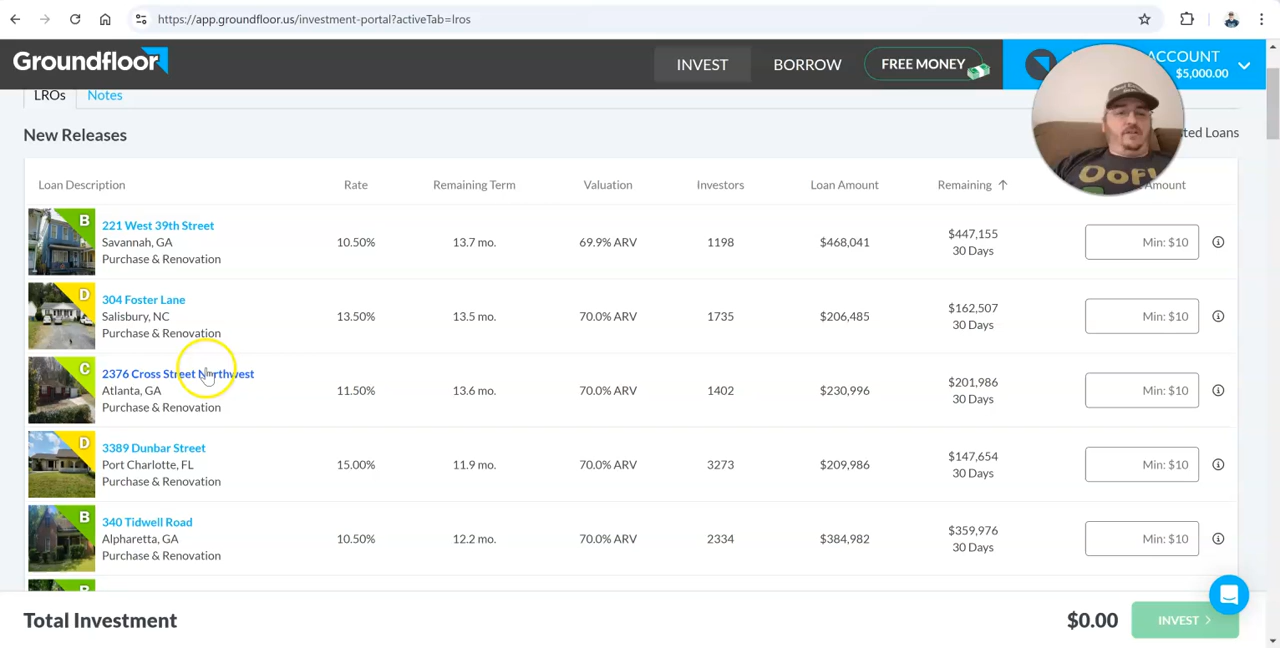 https://app.groundfloor.us/investment-portal?activeTab=lros
Groundfloor
INVEST
BORROW
FREE MONEY
ACCOUNT
$5,000.00
LROs
Notes
New Releases
Loans
Loan Description
Rate
Remaining Term
Valuation
Investors
Loan Amount
Remaining
Amount
B
221 West 39th Street
Savannah, GA
Purchase & Renovation
10.50%
13.7 mo.
69.9% ARV
1198
$468,041
$447,155
30 Days
Min: $10
D
304 Foster Lane
Salisbury, NC
Purchase & Renovation
13.50%
13.5 mo.
70.0% ARV
1735
$206,485
$162,507
30 Days
Min: $10
C
2376 Cross Street Northwest
Atlanta, GA
Purchase & Renovation
11.50%
13.6 mo.
70.0% ARV
1402
$230,996
$201,986
30 Days
Min: $10
D
3389 Dunbar Street
Port Charlotte, FL
Purchase & Renovation
15.00%
11.9 mo.
70.0% ARV
3273
$209,986
$147,654
30 Days
Min: $10
B
340 Tidwell Road
Alpharetta, GA
Purchase & Renovation
10.50%
12.2 mo.
70.0% ARV
2334
$384,982
$359,976
30 Days
Min: $10
Total Investment
$0.00
INVEST